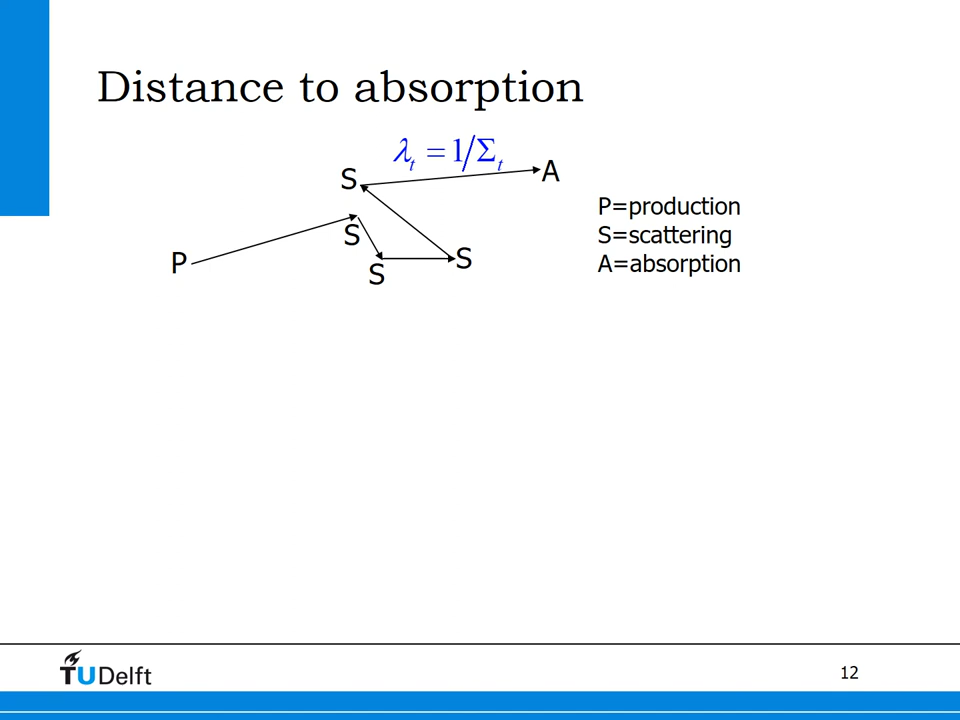 Distance to absorption
λₜ = 1/Σₜ
S
A
P=production
S
S=scattering
P
S
A=absorption
S
TUDelft
12